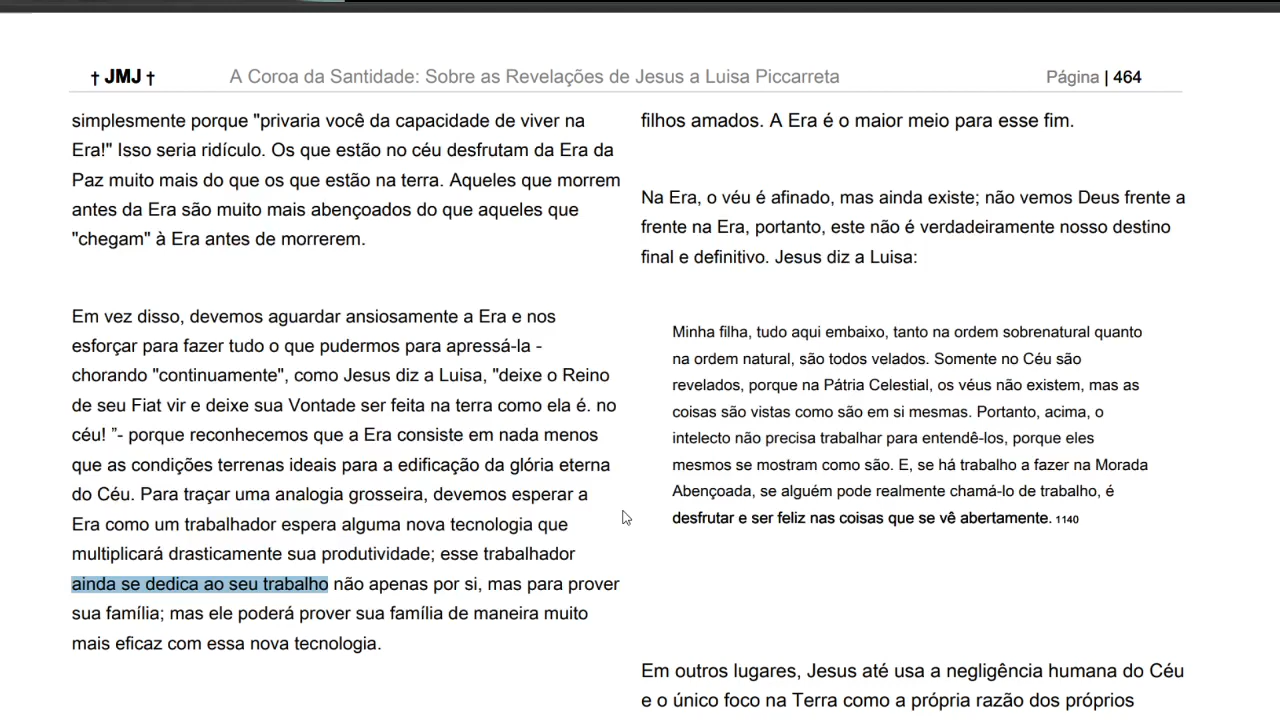 † JMJ †
A Coroa da Santidade: Sobre as Revelações de Jesus a Luisa Piccarreta
Página | 464
simplesmente porque "privaria você da capacidade de viver na
Era!" Isso seria ridículo. Os que estão no céu desfrutam da Era da
Paz muito mais do que os que estão na terra. Aqueles que morrem
antes da Era são muito mais abençoados do que aqueles que
"chegam" à Era antes de morrerem.
Em vez disso, devemos aguardar ansiosamente a Era e nos
esforçar para fazer tudo o que pudermos para apressá-la -
chorando "continuamente", como Jesus diz a Luisa, "deixe o Reino
de seu Fiat vir e deixe sua Vontade ser feita na terra como ela é. no
céu! ”- porque reconhecemos que a Era consiste em nada menos
que as condições terrenas ideais para a edificação da glória eterna
do Céu. Para traçar uma analogia grosseira, devemos esperar a
Era como um trabalhador espera alguma nova tecnologia que
multiplicará drasticamente sua produtividade; esse trabalhador
ainda se dedica ao seu trabalho não apenas por si, mas para prover
sua família; mas ele poderá prover sua família de maneira muito
mais eficaz com essa nova tecnologia.
filhos amados. A Era é o maior meio para esse fim.
Na Era, o véu é afinado, mas ainda existe; não vemos Deus frente a
frente na Era, portanto, este não é verdadeiramente nosso destino
final e definitivo. Jesus diz a Luisa:
Minha filha, tudo aqui embaixo, tanto na ordem sobrenatural quanto
na ordem natural, são todos velados. Somente no Céu são
revelados, porque na Pátria Celestial, os véus não existem, mas as
coisas são vistas como são em si mesmas. Portanto, acima, o
intelecto não precisa trabalhar para entendê-los, porque eles
mesmos se mostram como são. E, se há trabalho a fazer na Morada
Abençoada, se alguém pode realmente chamá-lo de trabalho, é
desfrutar e ser feliz nas coisas que se vê abertamente. 1140
Em outros lugares, Jesus até usa a negligência humana do Céu
e o único foco na Terra como a própria razão dos próprios